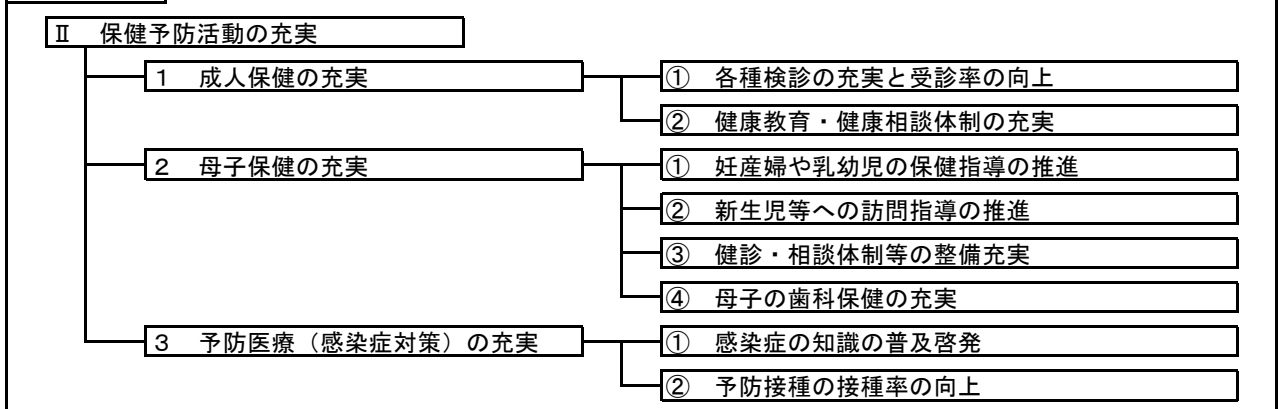 Ⅱ 保健予防活動の充実
1 成人保健の充実
① 各種検診の充実と受診率の向上
② 健康教育・健康相談体制の充実
2 母子保健の充実
① 妊産婦や乳幼児の保健指導の推進
② 新生児等への訪問指導の推進
③ 健診・相談体制等の整備充実
④ 母子の歯科保健の充実
3 予防医療（感染症対策）の充実
① 感染症の知識の普及啓発
② 予防接種の接種率の向上